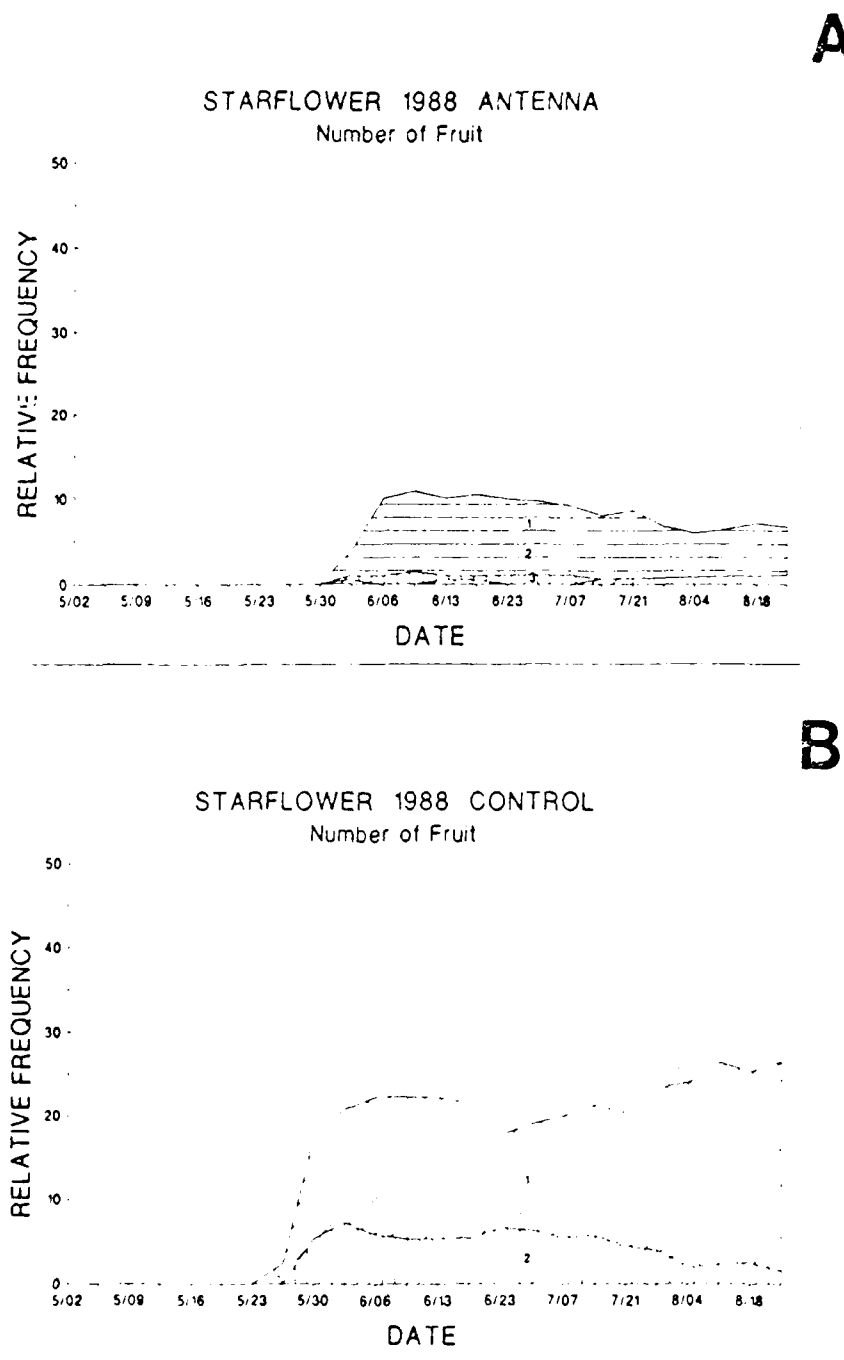 A
STARFLOWER 1988 ANTENNA
Number of Fruit
RELATIVE FREQUENCY
50
40
30
20
10
0
1
2
3
5/02 5:09 5:16 5/23 5/30 6/06 6/13 6/23 7/07 7/21 8/04 8/18
DATE
B
STARFLOWER 1988 CONTROL
Number of Fruit
RELATIVE FREQUENCY
50
40
30
20
10
0
1
2
5/02 5/09 5/16 5/23 5/30 6/06 6/13 6/23 7/07 7/21 8/04 8/18
DATE